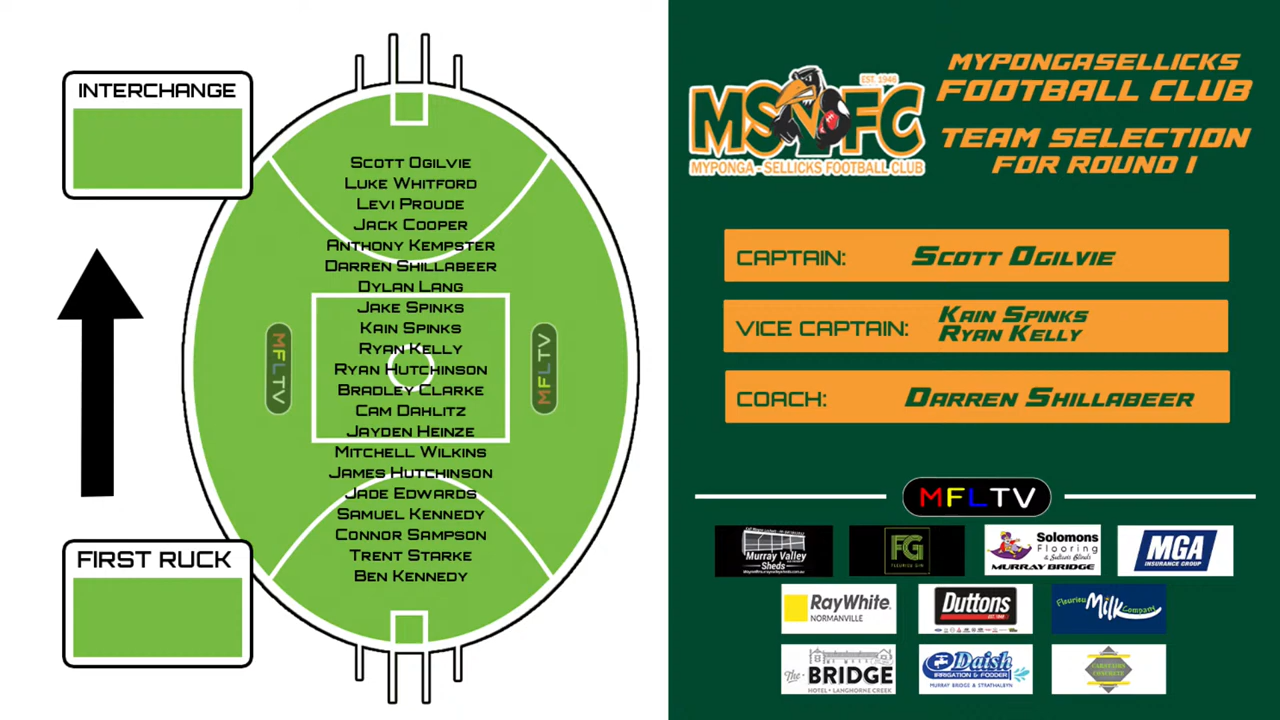 INTERCHANGE
SCOTT OGILVIE
LUKE WHITFORD
LEVI PROUDE
JACK COOPER
ANTHONY KEMPSTER
DARREN SHILLABEER
DYLAN LANG
JAKE SPINKS
KAIN SPINKS
RYAN KELLY
RYAN HUTCHINSON
BRADLEY CLARKE
CAM DAHLITZ
JAYDEN HEINZE
MITCHELL WILKINS
JAMES HUTCHINSON
JADE EDWARDS
SAMUEL KENNEDY
CONNOR SAMPSON
TRENT STARKE
BEN KENNEDY
MFLTV
MFLTV
FIRST RUCK
EST. 1946
MS FC
MYPONGA - SELLICKS FOOTBALL CLUB
MYPONGASELLICKS
FOOTBALL CLUB
TEAM SELECTION
FOR ROUND 1
CAPTAIN: SCOTT OGILVIE
VICE CAPTAIN: KAIN SPINKS
RYAN KELLY
COACH: DARREN SHILLABEER
MFLTV
Murray Valley
Sheds
FG
FLEURIEU GIN
Solomons
Flooring
MURRAY BRIDGE
MGA
INSURANCE GROUP
RayWhite.
NORMANVILLE
Duttons
Fleurieu
Milk
Company
The
BRIDGE
HOTEL - LANGHORNE CREEK
Daish
IRRIGATION & FODDER
MURRAY BRIDGE & STRATHALBYN